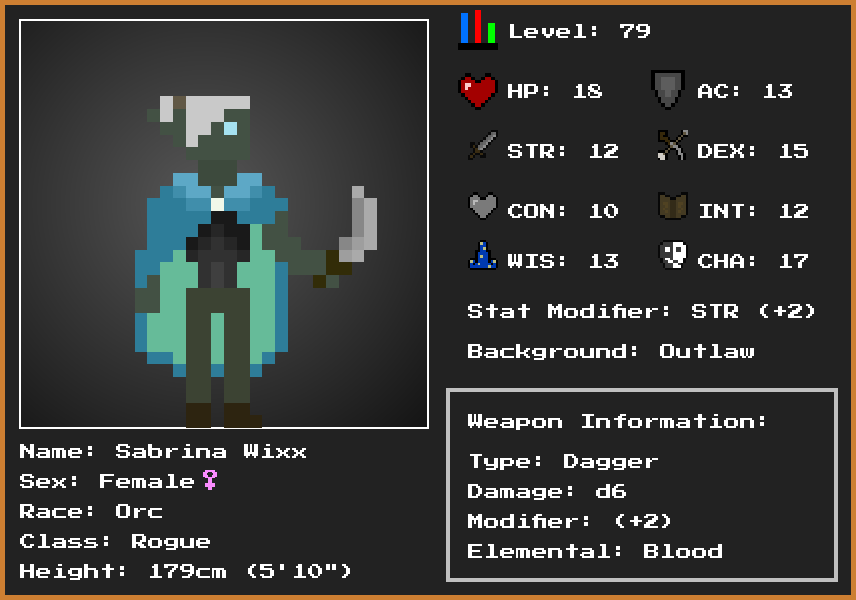 Level: 79
HP: 18
AC: 13
STR: 12
DEX: 15
CON: 10
INT: 12
WIS: 13
CHA: 17
Stat Modifier: STR (+2)
Background: Outlaw
Weapon Information:
Type: Dagger
Damage: d6
Modifier: (+2)
Elemental: Blood
Name: Sabrina Wixx
Sex: Female♀
Race: Orc
Class: Rogue
Height: 179cm (5'10")